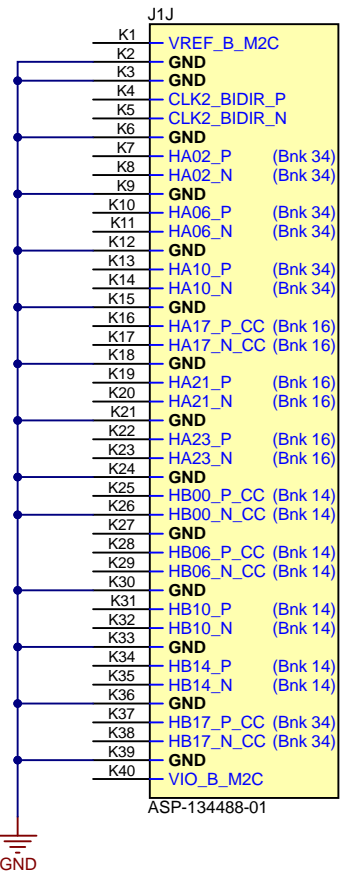 J1J
K1 VREF_B_M2C
K2 GND
K3 GND
K4 CLK2_BIDIR_P
K5 CLK2_BIDIR_N
K6 GND
K7 HA02_P (Bnk 34)
K8 HA02_N (Bnk 34)
K9 GND
K10 HA06_P (Bnk 34)
K11 HA06_N (Bnk 34)
K12 GND
K13 HA10_P (Bnk 34)
K14 HA10_N (Bnk 34)
K15 GND
K16 HA17_P_CC (Bnk 16)
K17 HA17_N_CC (Bnk 16)
K18 GND
K19 HA21_P (Bnk 16)
K20 HA21_N (Bnk 16)
K21 GND
K22 HA23_P (Bnk 16)
K23 HA23_N (Bnk 16)
K24 GND
K25 HB00_P_CC (Bnk 14)
K26 HB00_N_CC (Bnk 14)
K27 GND
K28 HB06_P_CC (Bnk 14)
K29 HB06_N_CC (Bnk 14)
K30 GND
K31 HB10_P (Bnk 14)
K32 HB10_N (Bnk 14)
K33 GND
K34 HB14_P (Bnk 14)
K35 HB14_N (Bnk 14)
K36 GND
K37 HB17_P_CC (Bnk 34)
K38 HB17_N_CC (Bnk 34)
K39 GND
K40 VIO_B_M2C
ASP-134488-01
GND